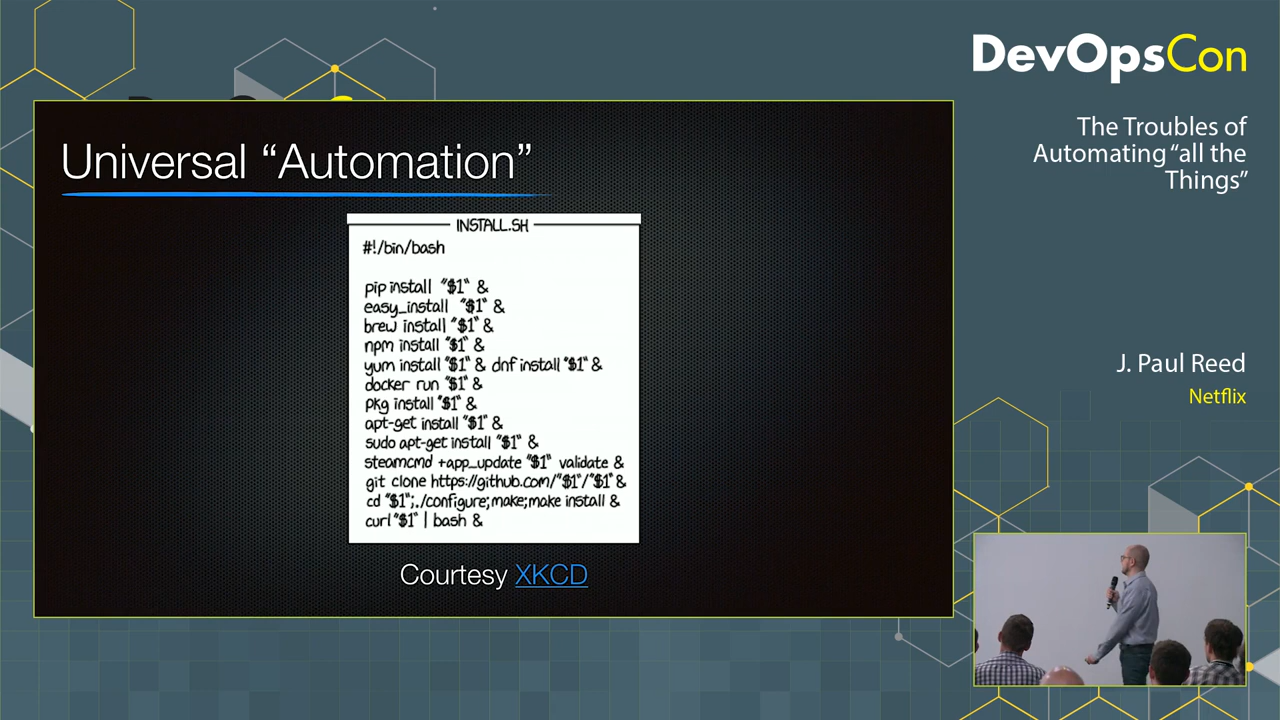 DevOpsCon
The Troubles of
Automating “all the
Things”
Universal “Automation”
INSTALL.SH
#!/bin/bash
pip install "$1" &
easy_install "$1" &
brew install "$1" &
npm install "$1" &
yum install "$1" & dnf install "$1" &
docker run "$1" &
pkg install "$1" &
apt-get install "$1" &
sudo apt-get install "$1" &
steamcmd +app_update "$1" validate &
git clone https://github.com/"$1"/"$1" &
cd "$1";./configure;make;make install &
curl "$1" | bash &
Courtesy XKCD
J. Paul Reed
Netflix